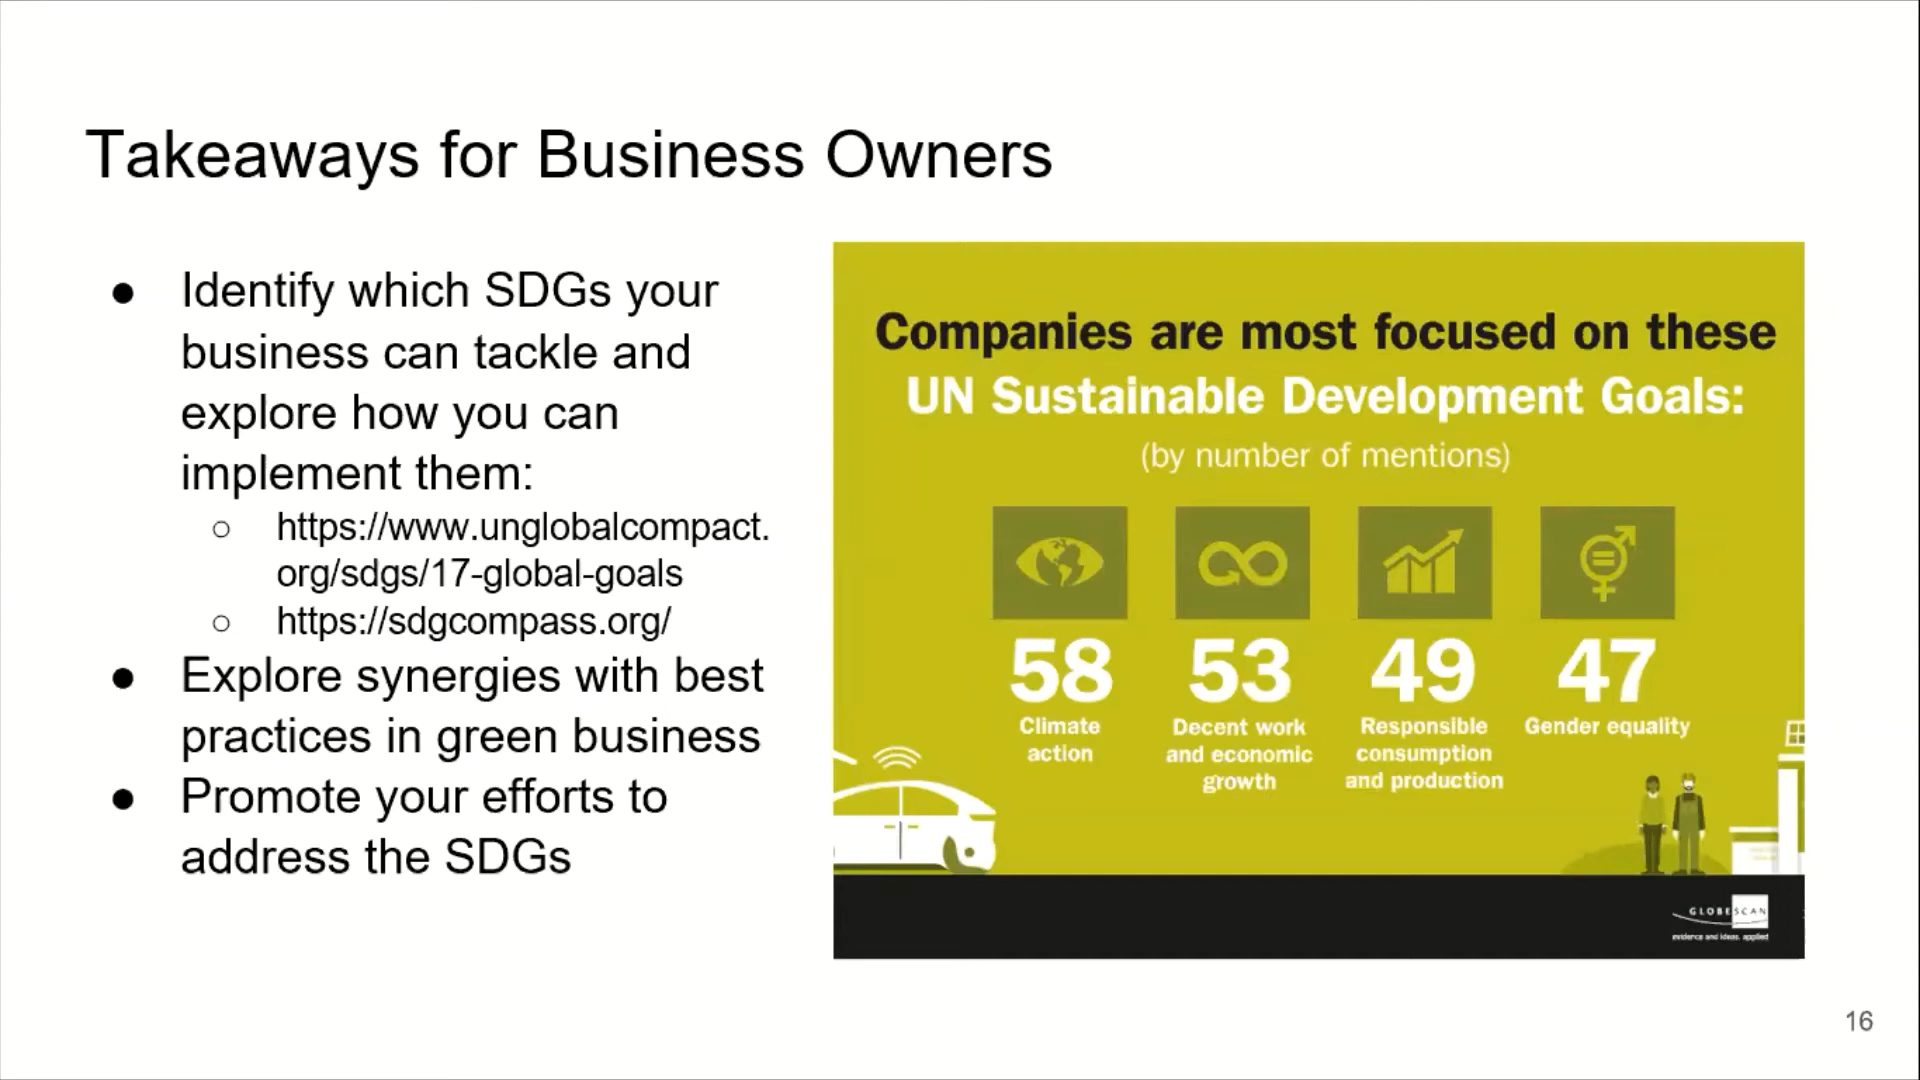 Takeaways for Business Owners
● Identify which SDGs your
business can tackle and
explore how you can
implement them:
○ https://www.unglobalcompact.
org/sdgs/17-global-goals
○ https://sdgcompass.org/
● Explore synergies with best
practices in green business
● Promote your efforts to
address the SDGs
Companies are most focused on these
UN Sustainable Development Goals:
(by number of mentions)
58
Climate
action
53
Decent work
and economic
growth
49
Responsible
consumption
and production
47
Gender equality
GLOBESCAN
evidence and ideas. applied
16